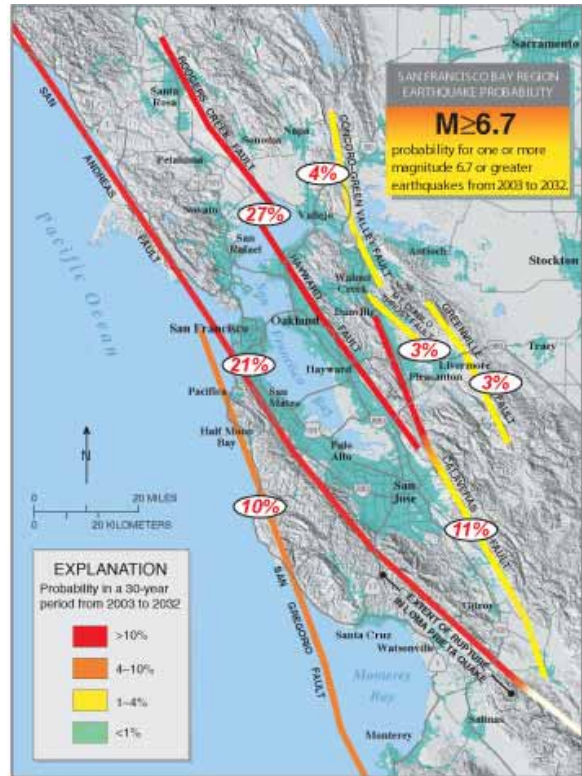 Sacramento
SAN FRANCISCO BAY REGION
EARTHQUAKE PROBABILITY
M≥6.7
probability for one or more
magnitude 6.7 or greater
earthquakes from 2003 to 2032.
SAN
ANDREAS
FAULT
RODGERS
CREEK FAULT
Santa
Rosa
Sonoma
Napa
Petaluma
CONCORD-GREEN VALLEY FAULT
4%
27%
Novato
Vallejo
San
Rafael
Pacific Ocean
HAYWARD
FAULT
Antioch
Stockton
Walnut
Creek
MT DIABLO
THRUST FAULT
Danville
GREENVILLE
FAULT
Oakland
San Francisco
Tracy
3%
Livermore
Pleasanton
3%
21%
Hayward
Pacifica
San
Mateo
Half Moon
Bay
Palo
Alto
N
San
Jose
CALAVERAS
FAULT
0 20 MILES
0 20 KILOMETERS
10%
11%
SAN
GREGORIO
FAULT
EXTENT OF RUPTURE
IN LOMA PRIETA QUAKE
Gilroy
Santa Cruz
Watsonville
Monterey
Bay
Salinas
Monterey
EXPLANATION
Probability in a 30-year
period from 2003 to 2032
>10%
4–10%
1–4%
<1%